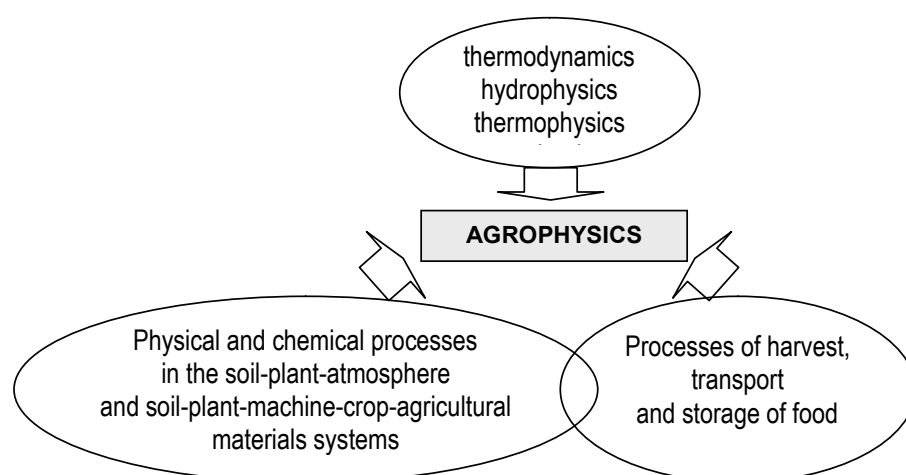 thermodynamics
hydrophysics
thermophysics
AGROPHYSICS
Physical and chemical processes
in the soil-plant-atmosphere
and soil-plant-machine-crop-agricultural
materials systems
Processes of harvest,
transport
and storage of food